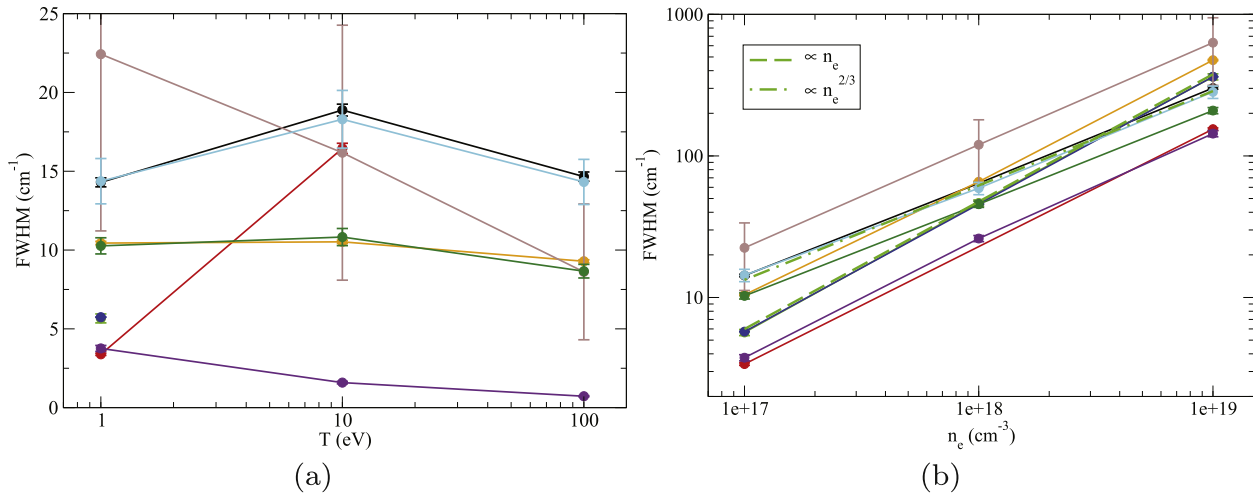 25
20
15
10
5
0
FWHM (cm⁻¹)
1
10
100
T (eV)
(a)
1000
100
10
FWHM (cm⁻¹)
∝ nₑ
∝ nₑ^2/3
1e+17
1e+18
1e+19
nₑ (cm⁻³)
(b)